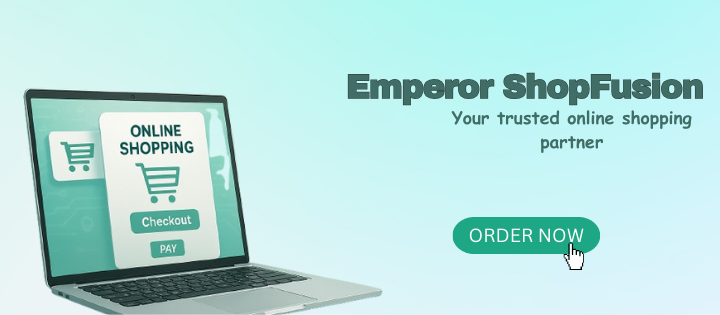 Emperor ShopFusion
Your trusted online shopping
partner
ORDER NOW
ONLINE
SHOPPING
Checkout
PAY